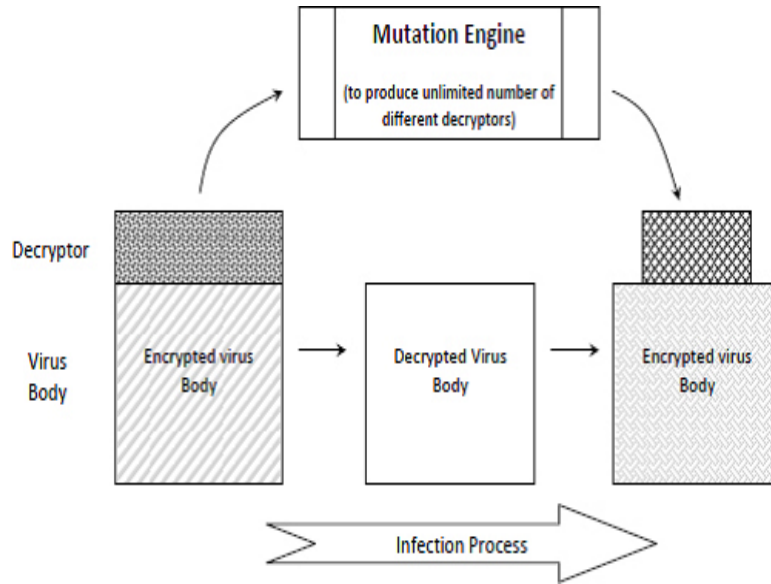 Mutation Engine
(to produce unlimited number of
different decryptors)
Decryptor
Virus
Body
Encrypted virus
Body
Decrypted Virus
Body
Encrypted virus
Body
Infection Process